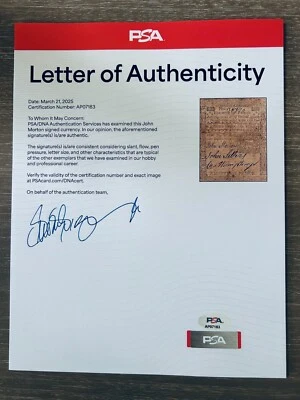 PSA
Letter of Authenticity
Date: March 21, 2025
Certification Number: AP07183
To Whom It May Concern:
PSA/DNA Authentication Services has examined this John
Morton signed currency. In our opinion, the aforementioned
signature(s) is/are authentic.
The signature(s) is/are consistent considering slant, flow, pen
pressure, letter size, and other characteristics that are typical
of the other exemplars that we have examined in our hobby
and professional career
Verify the validity of the certification number and exact image
at PSAcard.com/DNAcert.
On behalf of the authentication team,
PSA
AP07183
PSA